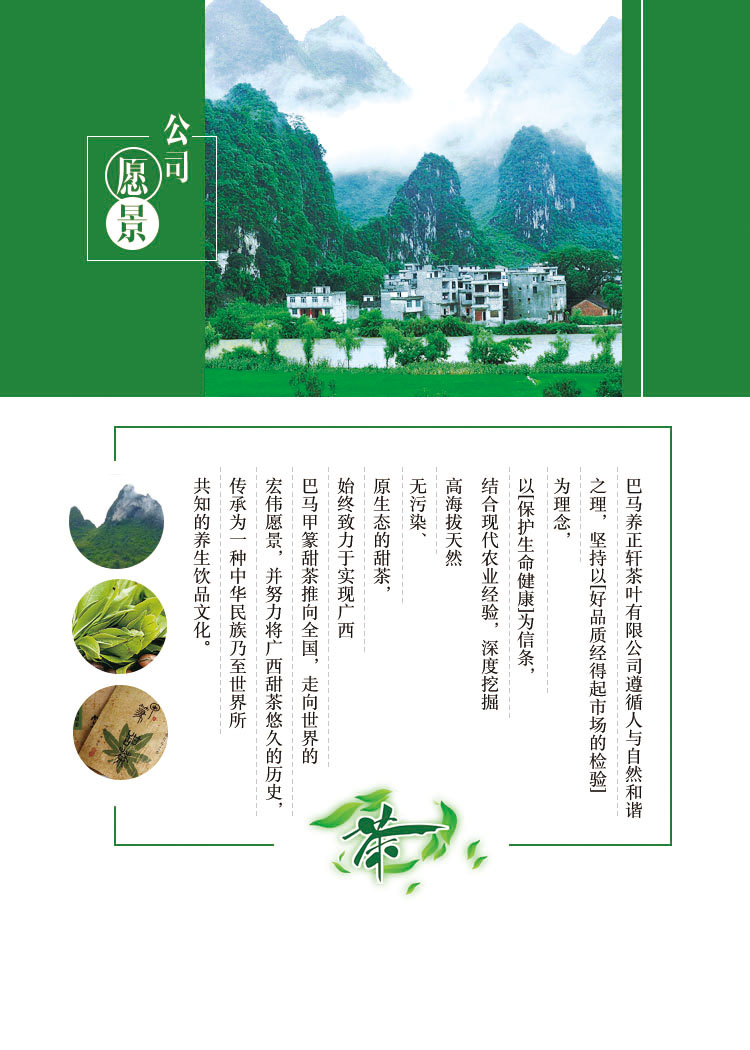 公司
愿景
巴马养正轩茶叶有限公司遵循人与自然和谐
之理，坚持以[好品质经得起市场的检验]
为理念，
以[保护生命健康]为信条，
结合现代农业经验，深度挖掘
高海拔天然
无污染、
原生态的甜茶，
始终致力于实现广西
巴马甲篆甜茶推向全国，走向世界的
宏伟愿景，并努力将广西甜茶悠久的历史，
传承为一种中华民族乃至世界所
共知的养生饮品文化。
茶